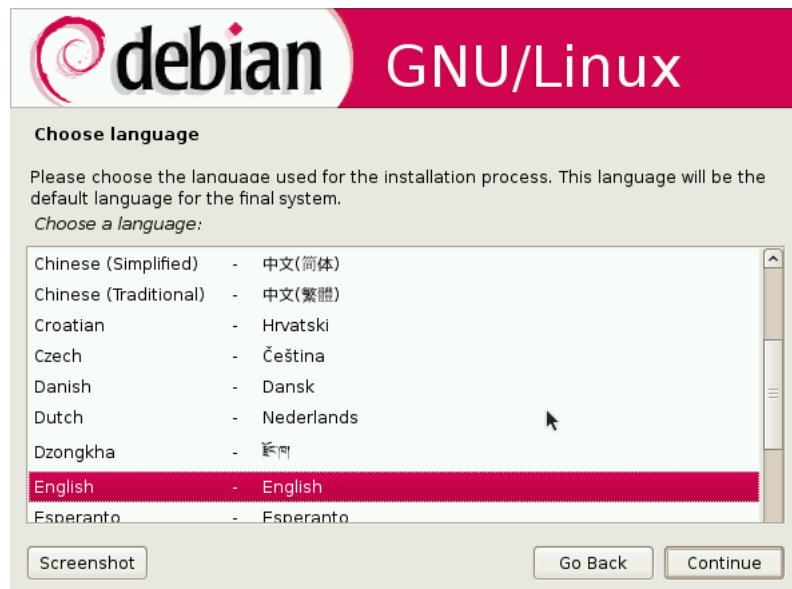 debian GNU/Linux
Choose language
Please choose the language used for the installation process. This language will be the
default language for the final system.
Choose a language:
Chinese (Simplified) - 中文(简体)
Chinese (Traditional) - 中文(繁體)
Croatian - Hrvatski
Czech - Čeština
Danish - Dansk
Dutch - Nederlands
Dzongkha - རྫོང་ཁ།
English - English
Esperanto - Esperanto
Screenshot Go Back Continue